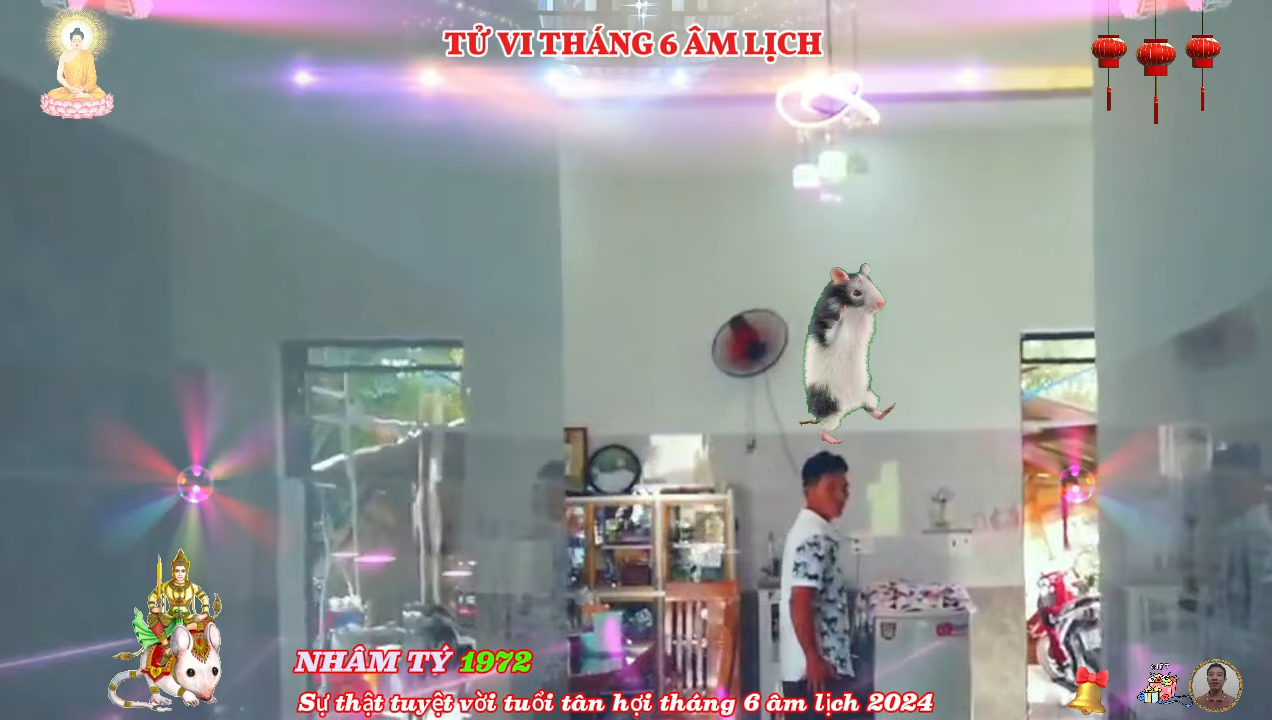 TỬ VI THÁNG 6 ÂM LỊCH
NHÂM TÝ 1972
Sự thật tuyệt vời tuổi tân hợi tháng 6 âm lịch 2024
GIFT